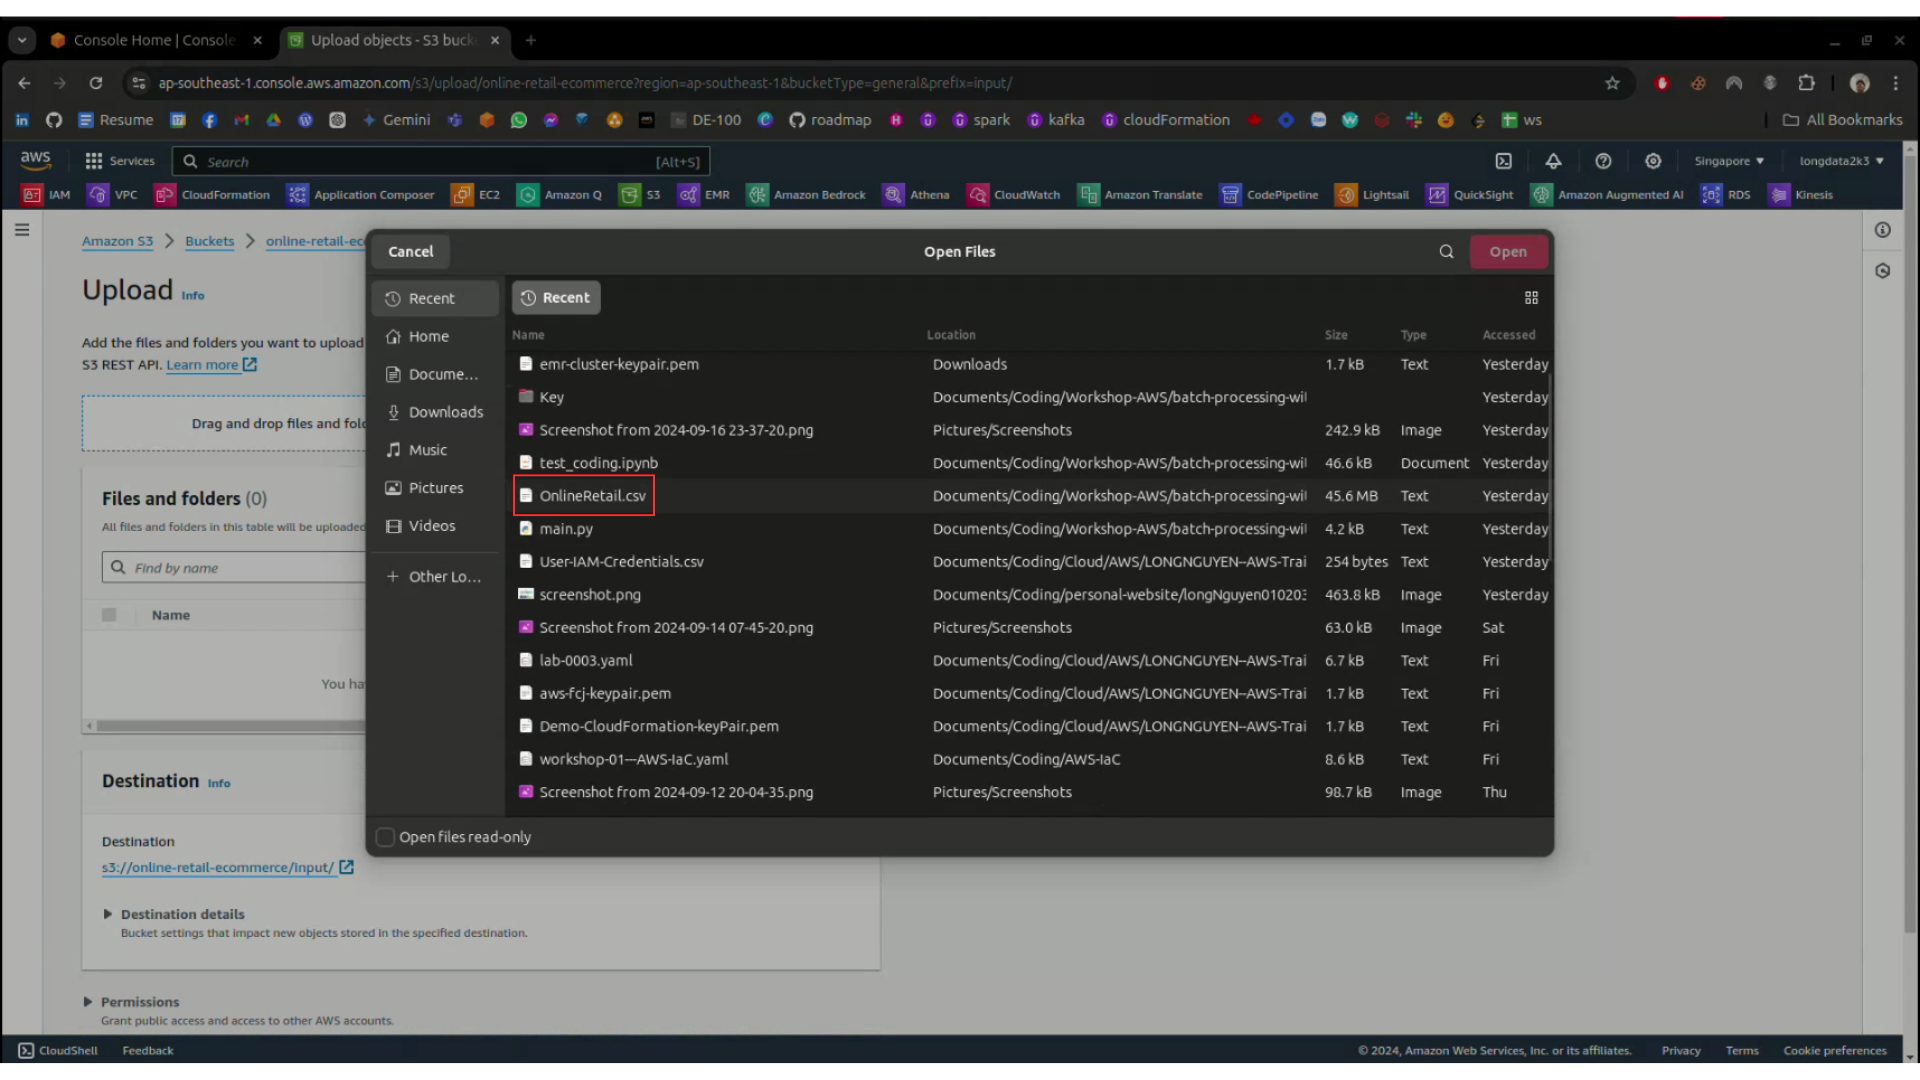 Console Home | Console
Upload objects - S3 buck
ap-southeast-1.console.aws.amazon.com/s3/upload/online-retail-ecommerce?region=ap-southeast-1&bucketType=general&prefix=input/
Resume
Gemini
DE-100
roadmap
spark
kafka
cloudFormation
ws
All Bookmarks
aws
Services
Search
[Alt+S]
Singapore
longdata2k3
IAM
VPC
CloudFormation
Application Composer
EC2
Amazon Q
S3
EMR
Amazon Bedrock
Athena
CloudWatch
Amazon Translate
CodePipeline
Lightsail
QuickSight
Amazon Augmented AI
RDS
Kinesis
Amazon S3
Buckets
online-retail-ec
Upload Info
Add the files and folders you want to upload
S3 REST API. Learn more
Drag and drop files and fold
Files and folders (0)
All files and folders in this table will be uploaded
Find by name
Name
You ha
Destination Info
Destination
s3://online-retail-ecommerce/input/
Destination details
Bucket settings that impact new objects stored in the specified destination.
Permissions
Grant public access and access to other AWS accounts.
Cancel
Open Files
Open
Recent
Home
Docume...
Downloads
Music
Pictures
Videos
Other Lo...
Recent
Name Location Size Type Accessed
emr-cluster-keypair.pem Downloads 1.7 kB Text Yesterday
Key Documents/Coding/Workshop-AWS/batch-processing-wit Yesterday
Screenshot from 2024-09-16 23-37-20.png Pictures/Screenshots 242.9 kB Image Yesterday
test_coding.ipynb Documents/Coding/Workshop-AWS/batch-processing-wit 46.6 kB Document Yesterday
OnlineRetail.csv Documents/Coding/Workshop-AWS/batch-processing-wit 45.6 MB Text Yesterday
main.py Documents/Coding/Workshop-AWS/batch-processing-wit 4.2 kB Text Yesterday
User-IAM-Credentials.csv Documents/Coding/Cloud/AWS/LONGNGUYEN--AWS-Trai 254 bytes Text Yesterday
screenshot.png Documents/Coding/personal-website/longNguyen010203 463.8 kB Image Yesterday
Screenshot from 2024-09-14 07-45-20.png Pictures/Screenshots 63.0 kB Image Sat
lab-0003.yaml Documents/Coding/Cloud/AWS/LONGNGUYEN--AWS-Trai 6.7 kB Text Fri
aws-fcj-keypair.pem Documents/Coding/Cloud/AWS/LONGNGUYEN--AWS-Trai 1.7 kB Text Fri
Demo-CloudFormation-keyPair.pem Documents/Coding/Cloud/AWS/LONGNGUYEN--AWS-Trai 1.7 kB Text Fri
workshop-01---AWS-IaC.yaml Documents/Coding/AWS-IaC 8.6 kB Text Fri
Screenshot from 2024-09-12 20-04-35.png Pictures/Screenshots 98.7 kB Image Thu
Open files read-only
CloudShell
Feedback
© 2024, Amazon Web Services, Inc. or its affiliates.
Privacy
Terms
Cookie preferences